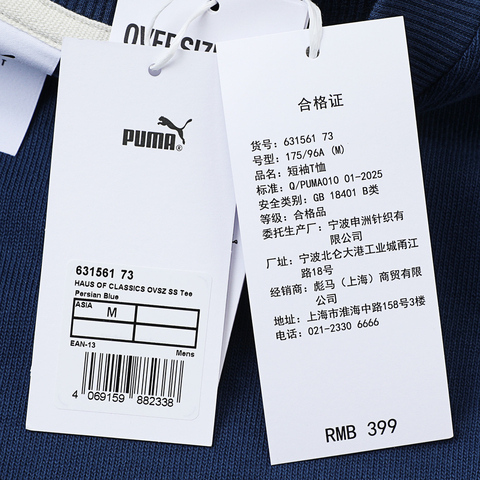 OVERSIZE
PUMA
®
631561 73
HAUS OF CLASSICS OVSZ SS Tee
Persian Blue
ASIA
M
EAN-13
Mens
4 069159 882338
合格证
货号: 631561 73
号型: 175/96A (M)
品名: 短袖T恤
标准: Q/PUMA010 01-2025
安全类别: GB 18401 B类
等级: 合格品
委托生产厂: 宁波申洲针织有
限公司
厂址: 宁波北仑大港工业城甬江
路18号
经销商: 彪马（上海）商贸有
限公司
地址: 上海市淮海中路158号3楼
电话: 021-2330 6666
RMB 399